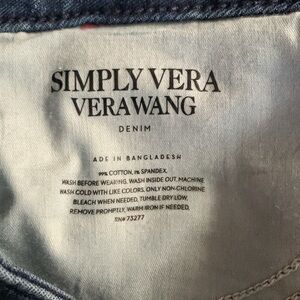 SIMPLY VERA
VERA WANG
DENIM
ADE IN BANGLADESH
99% COTTON, 1% SPANDEX,
WASH BEFORE WEARING, WASH INSIDE OUT, MACHINE
WASH COLD WITH LIKE COLORS, ONLY NON-CHLORINE
BLEACH WHEN NEEDED, TUMBLE DRY LOW,
REMOVE PROMPTLY, WARM IRON IF NEEDED,
RN#73277